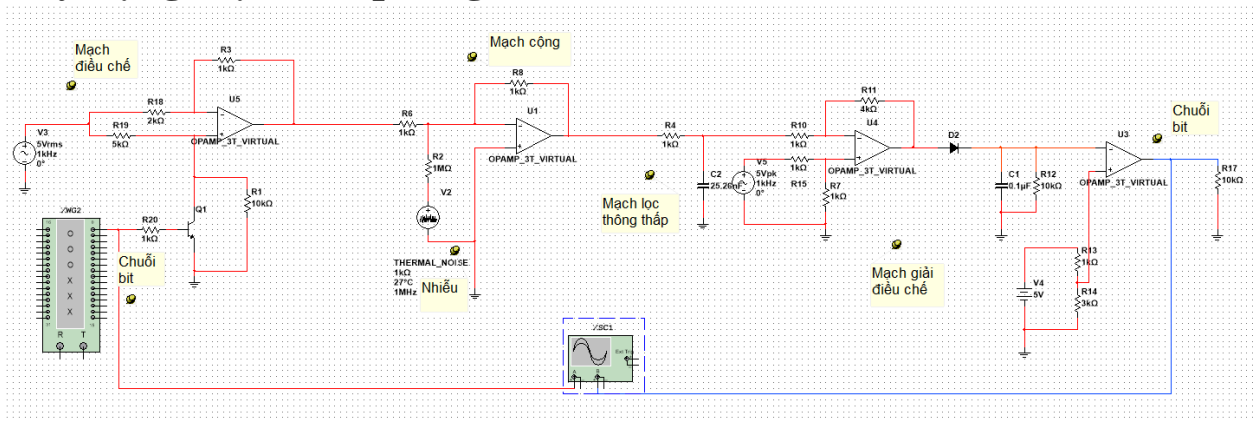 Mạch
điều chế
R3
1kΩ
R18
2kΩ
U5
R19
5kΩ
OPAMP_3T_VIRTUAL
V3
5Vrms
1kHz
0°
R1
10kΩ
Q1
XWG2
R20
1kΩ
O
O
O
X
X
X
X
R T
Chuỗi
bit
Mạch cộng
R8
1kΩ
R6
1kΩ
U1
OPAMP_3T_VIRTUAL
R2
1MΩ
V2
THERMAL_NOISE
1kΩ
27°C
1MHz
Nhiễu
R4
1kΩ
C2
25.26nF
Mạch lọc
thông thấp
R11
4kΩ
R10
1kΩ
U4
OPAMP_3T_VIRTUAL
V5
5Vpk
1kHz
0°
1kΩ
R15
R7
1kΩ
D2
Mạch giải
điều chế
C1
0.1µF
R12
10kΩ
U3
OPAMP_3T_VIRTUAL
Chuỗi
bit
R17
10kΩ
R13
1kΩ
V4
5V
R14
3kΩ
XSC1
Ext Trig
A B